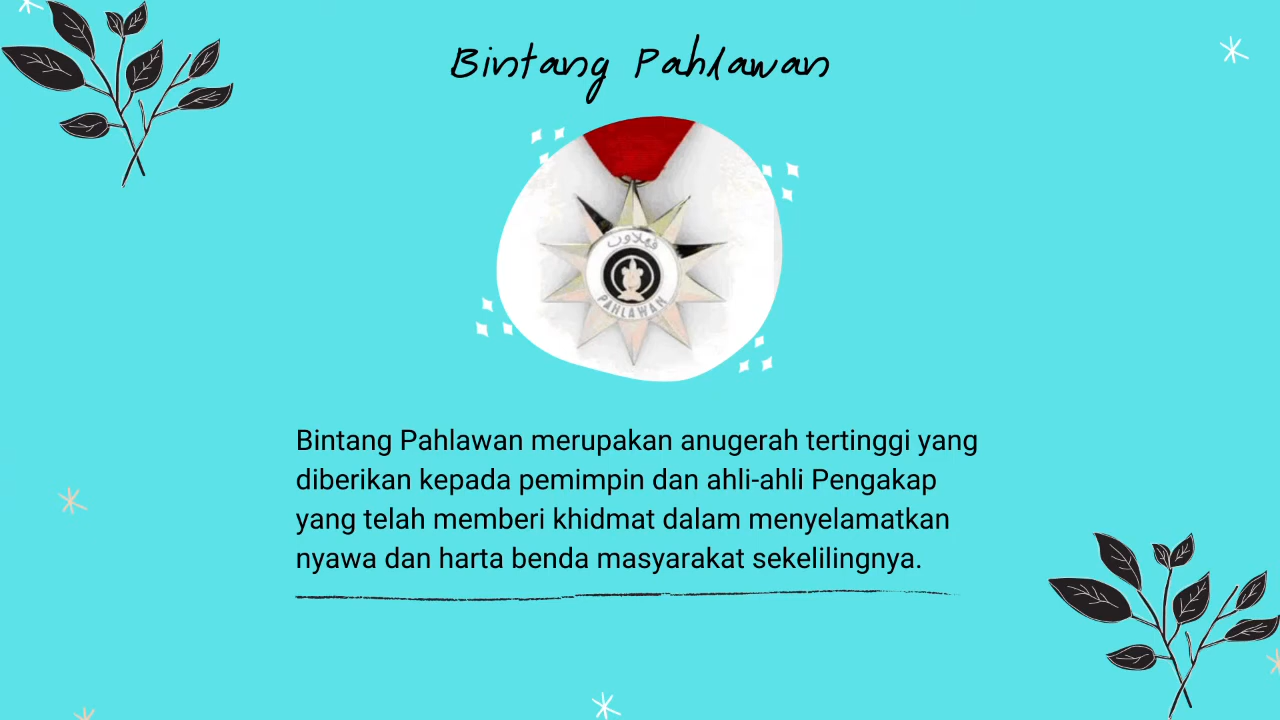 Bintang Pahlawan
فهلاون
PAHLAWAN
Bintang Pahlawan merupakan anugerah tertinggi yang
diberikan kepada pemimpin dan ahli-ahli Pengakap
yang telah memberi khidmat dalam menyelamatkan
nyawa dan harta benda masyarakat sekelilingnya.